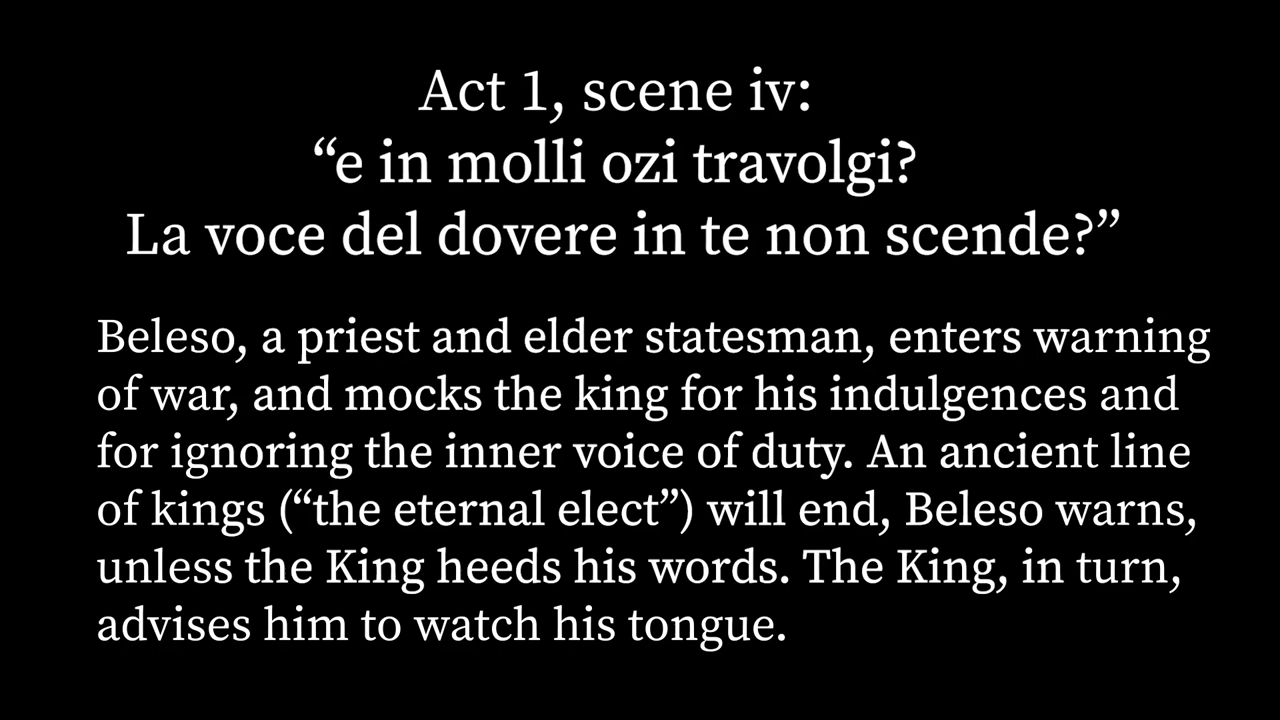 Act 1, scene iv:
“e in molli ozi travolgi?
La voce del dovere in te non scende?”
Beleso, a priest and elder statesman, enters warning
of war, and mocks the king for his indulgences and
for ignoring the inner voice of duty. An ancient line
of kings (“the eternal elect”) will end, Beleso warns,
unless the King heeds his words. The King, in turn,
advises him to watch his tongue.